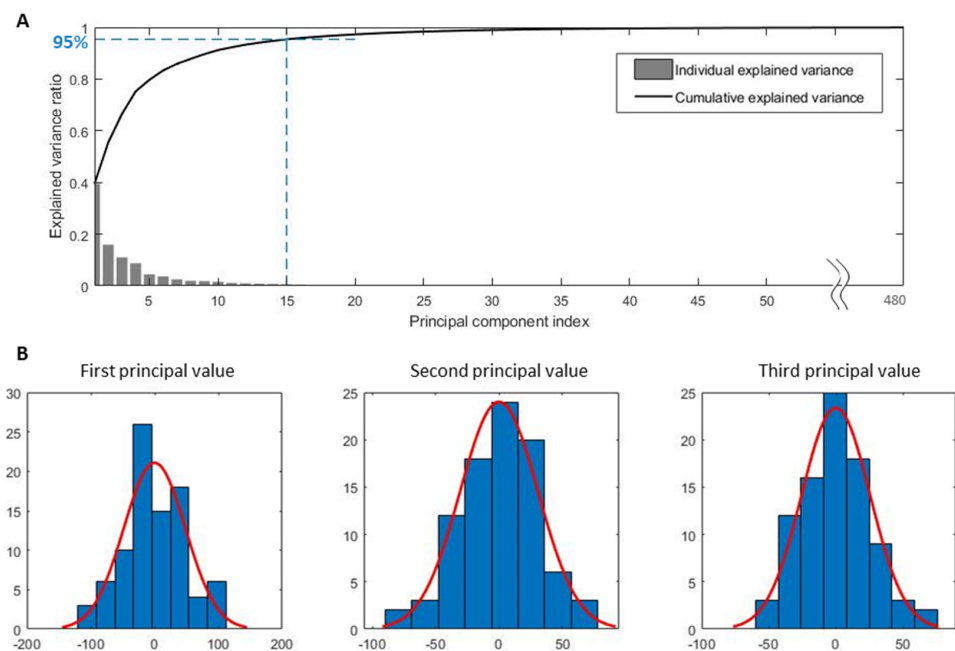 A
1
95%
0.8
0.6
0.4
0.2
0
Explained variance ratio
Individual explained variance
Cumulative explained variance
5 10 15 20 25 30 35 40 45 50 480
Principal component index
B
First principal value Second principal value Third principal value
30 25 25
25
20 20
20
15 15
15
10 10
10
5 5
5
0 0 0
-200 -100 0 100 200 -100 -50 0 50 -100 -50 0 50